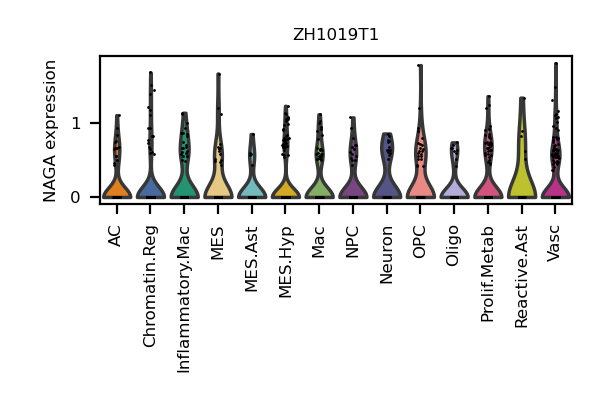 ZH1019T1
NAGA expression
1
0
AC
Chromatin.Reg
Inflammatory.Mac
MES
MES.Ast
MES.Hyp
Mac
NPC
Neuron
OPC
Oligo
Prolif.Metab
Reactive.Ast
Vasc